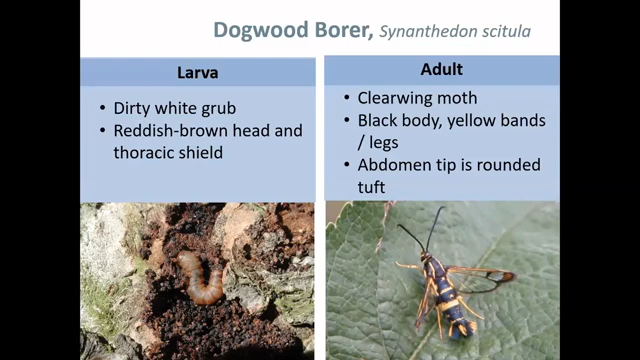 Dogwood Borer, Synanthedon scitula
Larva
• Dirty white grub
• Reddish-brown head and
thoracic shield
Adult
• Clearwing moth
• Black body, yellow bands
/ legs
• Abdomen tip is rounded
tuft